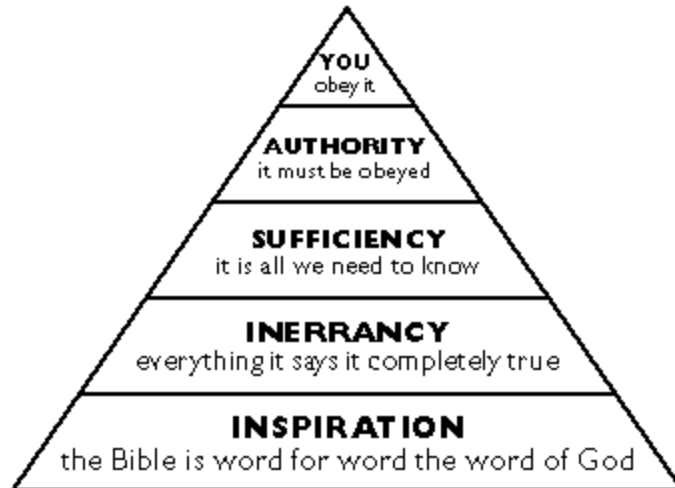 YOU
obey it
AUTHORITY
it must be obeyed
SUFFICIENCY
it is all we need to know
INERRANCY
everything it says it completely true
INSPIRATION
the Bible is word for word the word of God